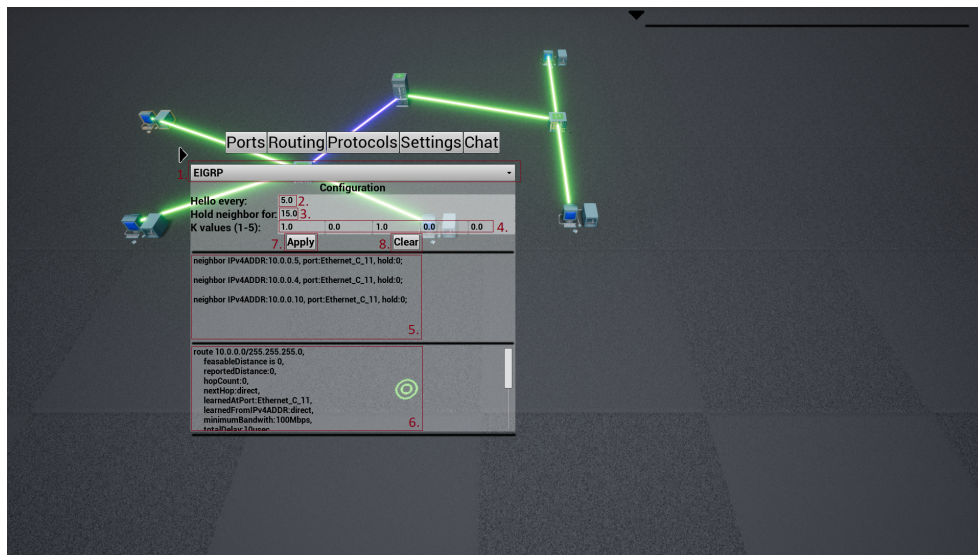 Ports Routing Protocols Settings Chat
1. EIGRP
Configuration
Hello every: 5.0 2.
Hold neighbor for: 15.0 3.
K values (1-5): 1.0 0.0 1.0 0.0 0.0 4.
7. Apply 8. Clear
neighbor IPv4ADDR:10.0.0.5, port:Ethernet_C_11, hold:0;
neighbor IPv4ADDR:10.0.0.4, port:Ethernet_C_11, hold:0;
neighbor IPv4ADDR:10.0.0.10, port:Ethernet_C_11, hold:0;
5.
route 10.0.0.0/255.255.255.0,
feasableDistance is 0,
reportedDistance:0,
hopCount:0,
nextHop:direct,
learnedAtPort:Ethernet_C_11,
learnedFromIPv4ADDR:direct,
minimumBandwith:100Mbps,
6.
totalDelay:10usec